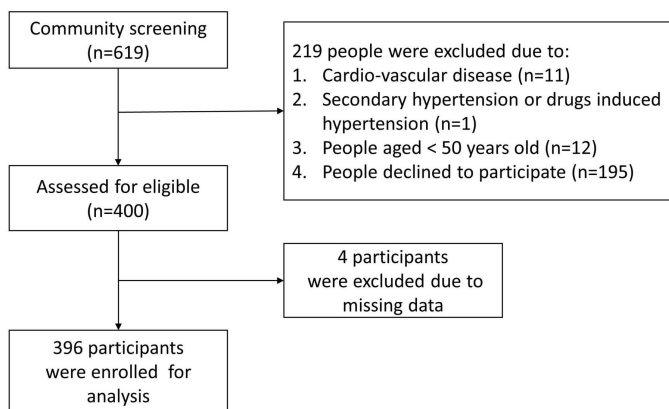 Community screening
(n=619)
219 people were excluded due to:
1. Cardio-vascular disease (n=11)
2. Secondary hypertension or drugs induced
hypertension (n=1)
3. People aged < 50 years old (n=12)
4. People declined to participate (n=195)
Assessed for eligible
(n=400)
4 participants
were excluded due to
missing data
396 participants
were enrolled for
analysis